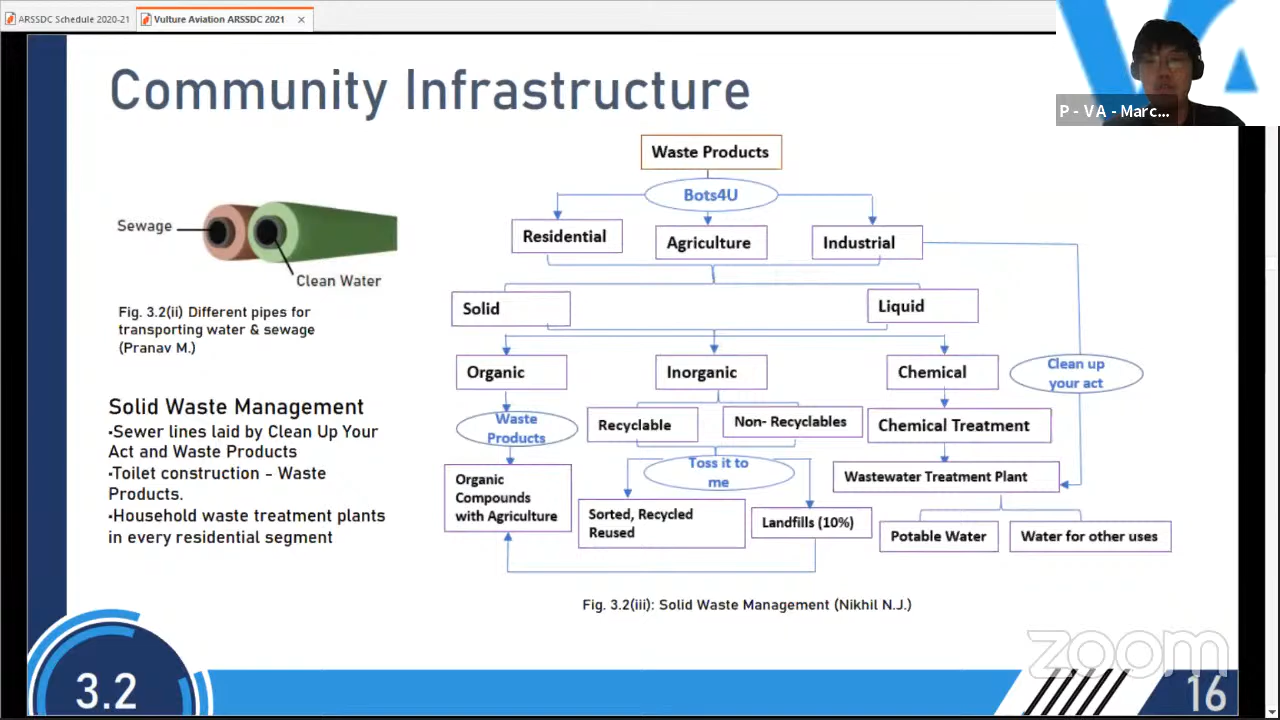 ARSSDC Schedule 2020-21
Vulture Aviation ARSSDC 2021
P - V A - Marc...
Community Infrastructure
Sewage
Clean Water
Fig. 3.2(ii) Different pipes for
transporting water & sewage
(Pranav M.)
Solid Waste Management
•Sewer lines laid by Clean Up Your
Act and Waste Products
•Toilet construction - Waste
Products.
•Household waste treatment plants
in every residential segment
Waste Products
Bots4U
Residential
Agriculture
Industrial
Solid
Liquid
Organic
Inorganic
Chemical
Clean up
your act
Waste
Products
Recyclable
Non- Recyclables
Chemical Treatment
Toss it to
me
Organic
Compounds
with Agriculture
Sorted, Recycled
Reused
Landfills (10%)
Wastewater Treatment Plant
Potable Water
Water for other uses
Fig. 3.2(iii): Solid Waste Management (Nikhil N.J.)
zoom
3.2
16